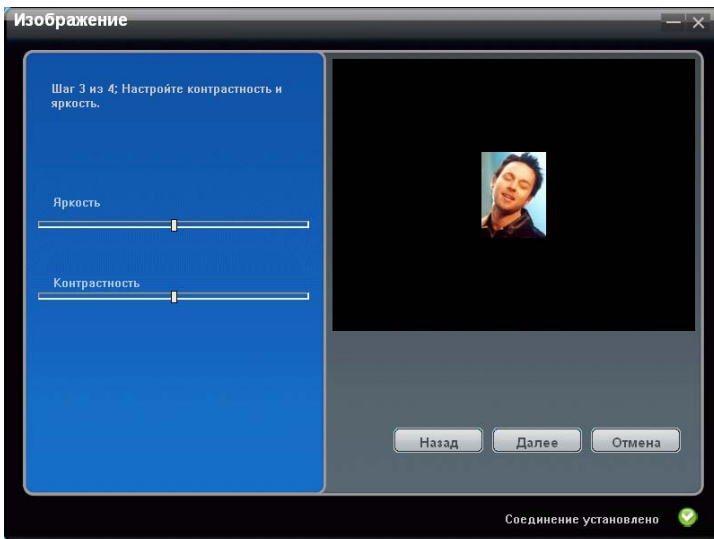 Изображение
Шаг 3 из 4; Настройте контрастность и
яркость.
Яркость
Контрастность
Назад
Далее
Отмена
Соединение установлено